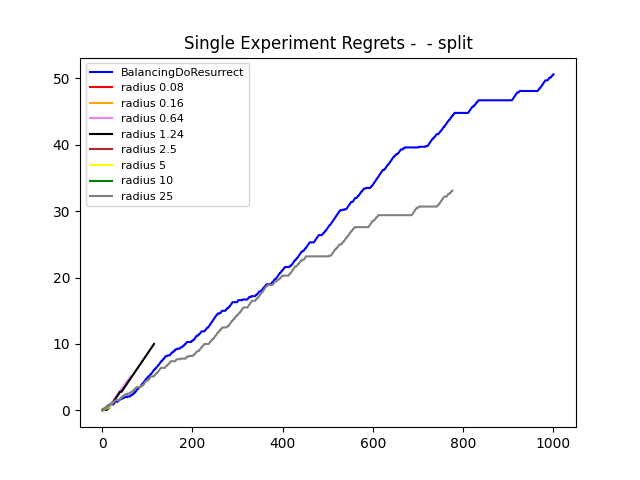 Single Experiment Regrets -  - split
BalancingDoResurrect
radius 0.08
radius 0.16
radius 0.64
radius 1.24
radius 2.5
radius 5
radius 10
radius 25
50
40
30
20
10
0
0 200 400 600 800 1000